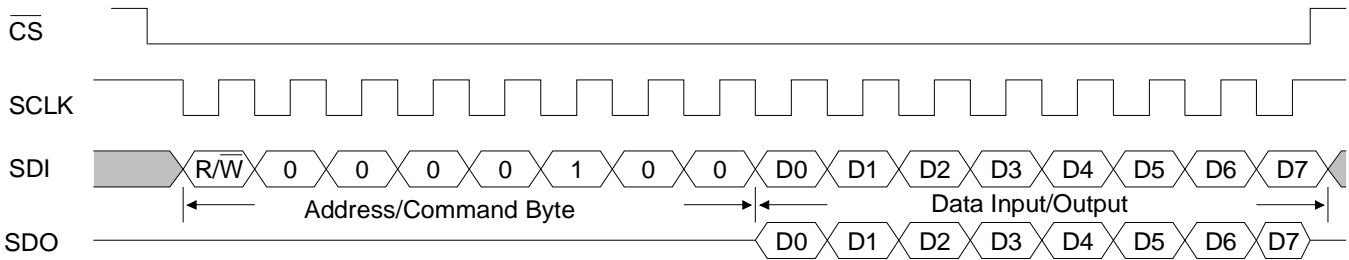 C̅S̅
SCLK
SDI R/W̅ 0 0 0 0 1 0 0 D0 D1 D2 D3 D4 D5 D6 D7
Address/Command Byte Data Input/Output
SDO D0 D1 D2 D3 D4 D5 D6 D7